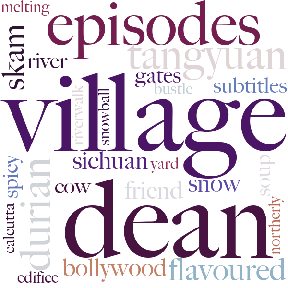 melting
episodes
skam
river
tangyuan
gates
bustle
subtitles
village
riverwalk
snowball
sichuan
yard
spicy
durian
calcutta
cow
friend
snow
soup
northerly
dean
edifice
bollywood
flavoured